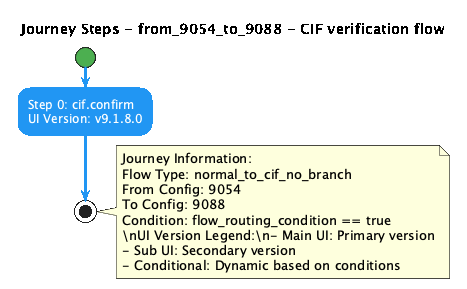 Journey Steps - from_9054_to_9088 - CIF verification flow
Step 0: cif.confirm
UI Version: v9.1.8.0
Journey Information:
Flow Type: normal_to_cif_no_branch
From Config: 9054
To Config: 9088
Condition: flow_routing_condition == true
\nUI Version Legend:\n- Main UI: Primary version
- Sub UI: Secondary version
- Conditional: Dynamic based on conditions